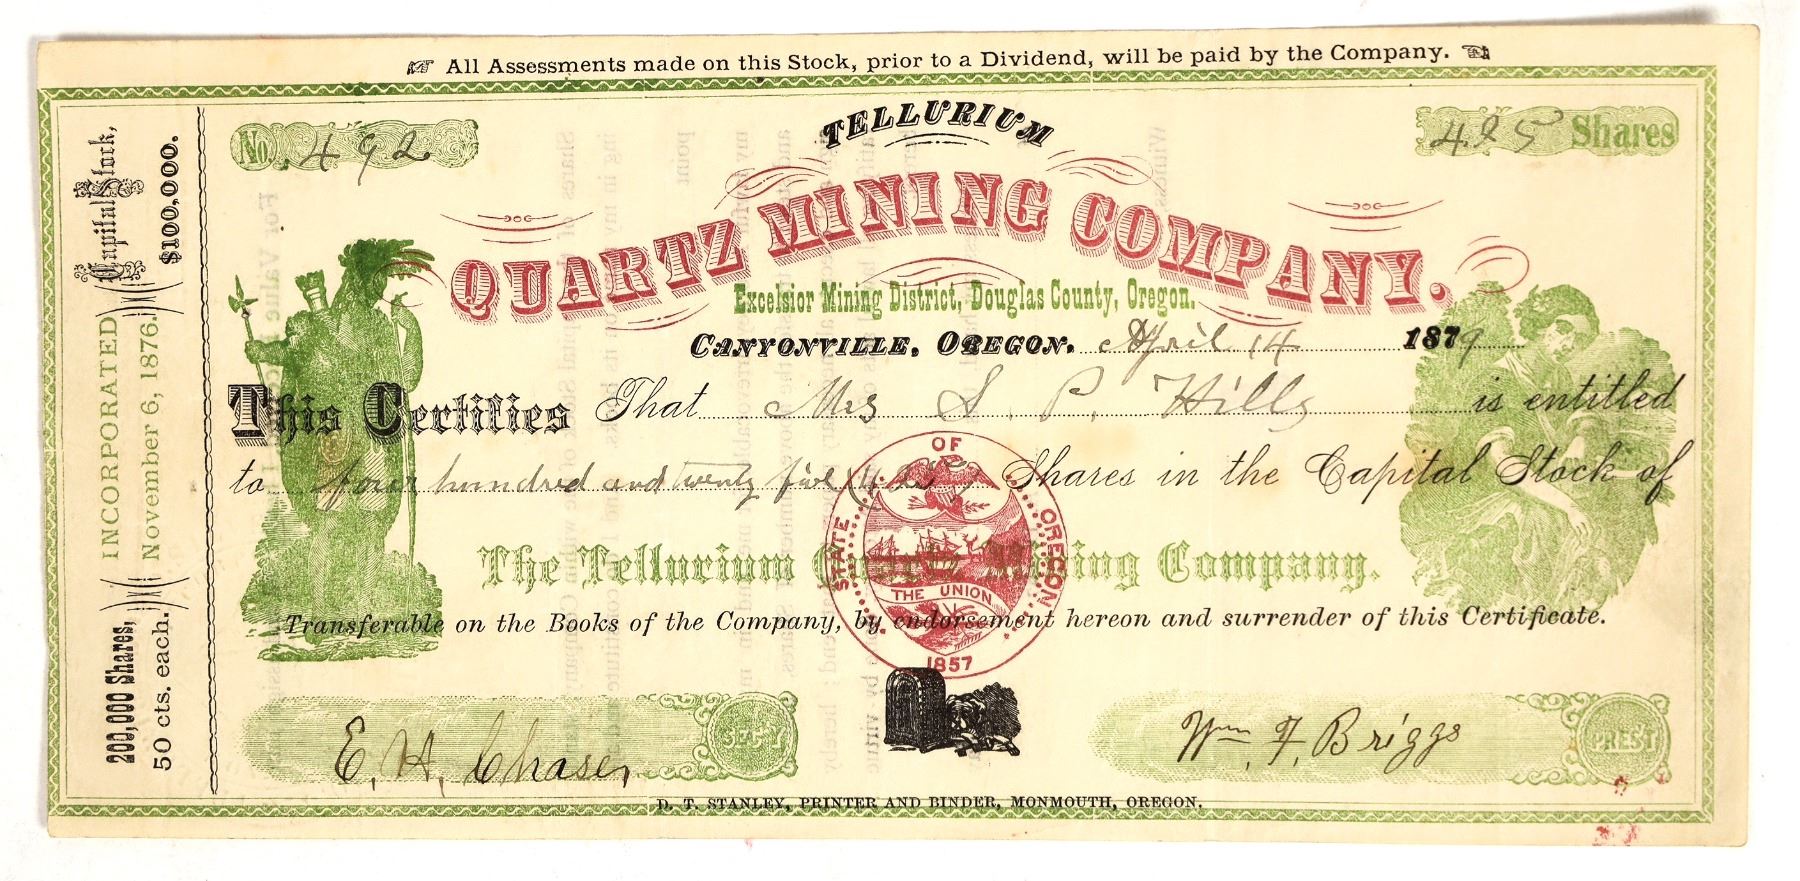 All Assessments made on this Stock, prior to a Dividend, will be paid by the Company.
No. 492
TELLURIUM
425 Shares
QUARTZ MINING COMPANY.
Excelsior Mining District, Douglas County, Oregon.
CANYONVILLE, OREGON. April 14 1879
This Certifies That Mrs S. P. Hills is entitled
to four hundred and twenty five (425) Shares in the Capital Stock of
The Tellurium Quartz Mining Company.
Transferable on the Books of the Company, by endorsement hereon and surrender of this Certificate.
STATE OF OREGON
THE UNION
1857
E. H. Chase, SEC'Y
Wm. F. Briggs PREST
D. T. STANLEY, PRINTER AND BINDER, MONMOUTH, OREGON.
200,000 Shares, 50 cts. each.
INCORPORATED November 6, 1876.
Capital Stock, $100,000.